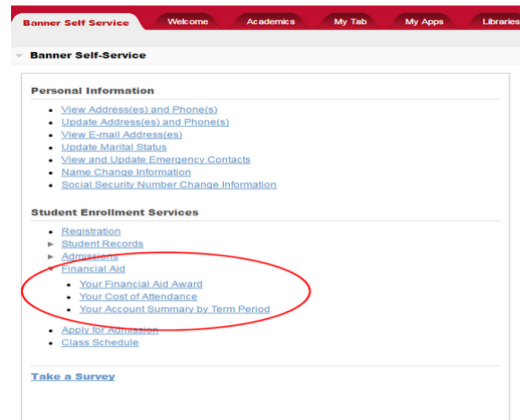 Banner Self Service Welcome Academics My Tab My Apps Libraries
Banner Self-Service
Personal Information
View Address(es) and Phone(s)
Update Address(es) and Phone(s)
View E-mail Address(es)
Update Marital Status
View and Update Emergency Contacts
Name Change Information
Social Security Number Change Information
Student Enrollment Services
Registration
Student Records
Admissions
Financial Aid
Your Financial Aid Award
Your Cost of Attendance
Your Account Summary by Term Period
Apply for Admission
Class Schedule
Take a Survey